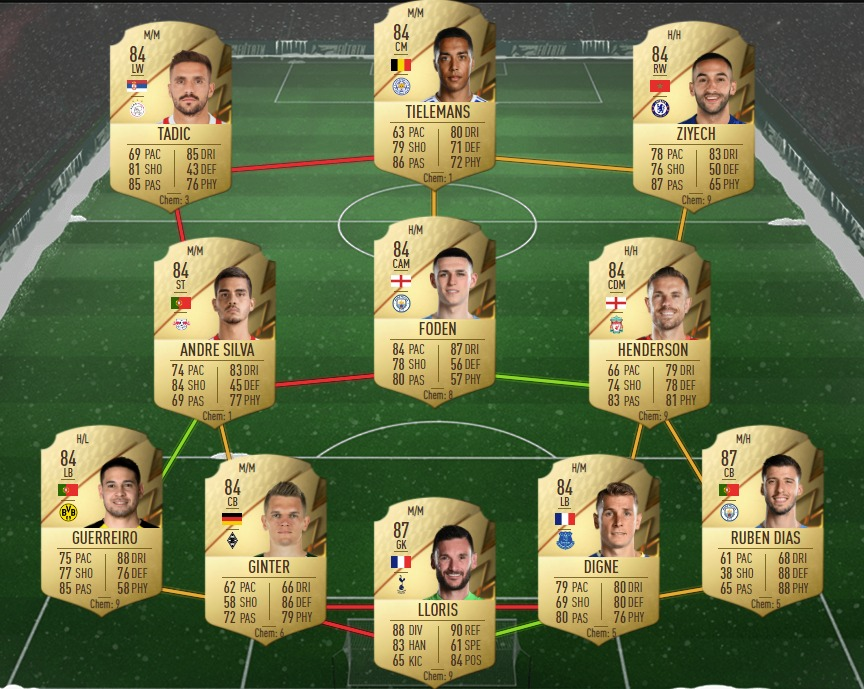 M/M
84
LW
TADIC
69 PAC 85 DRI
81 SHO 43 DEF
85 PAS 76 PHY
Chem: 3
M/M
84
CM
TIELEMANS
63 PAC 80 DRI
79 SHO 71 DEF
86 PAS 72 PHY
Chem: 1
H/H
84
RW
ZIYECH
78 PAC 83 DRI
76 SHO 50 DEF
87 PAS 65 PHY
Chem: 9
M/M
84
ST
ANDRE SILVA
74 PAC 83 DRI
84 SHO 45 DEF
69 PAS 77 PHY
Chem: 1
H/M
84
CAM
FODEN
84 PAC 87 DRI
78 SHO 56 DEF
80 PAS 57 PHY
Chem: 8
H/H
84
CDM
HENDERSON
66 PAC 79 DRI
74 SHO 78 DEF
83 PAS 81 PHY
Chem: 9
H/L
84
LB
GUERREIRO
75 PAC 88 DRI
77 SHO 76 DEF
85 PAS 58 PHY
Chem: 9
M/M
84
CB
GINTER
62 PAC 66 DRI
58 SHO 86 DEF
72 PAS 79 PHY
Chem: 6
M/M
87
GK
LLORIS
88 DIV 90 REF
83 HAN 61 SPE
65 KIC 84 POS
Chem: 9
H/M
84
LB
DIGNE
79 PAC 80 DRI
69 SHO 80 DEF
80 PAS 76 PHY
Chem: 5
M/H
87
CB
RUBEN DIAS
61 PAC 68 DRI
38 SHO 88 DEF
65 PAS 88 PHY
Chem: 5